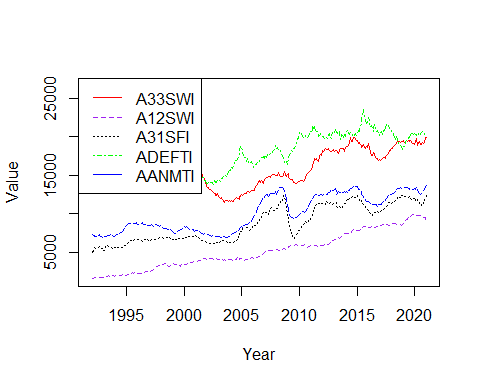 A33SWI
A12SWI
A31SFI
ADEFTI
AANMTI
5000 15000 25000
Value
1995 2000 2005 2010 2015 2020
Year